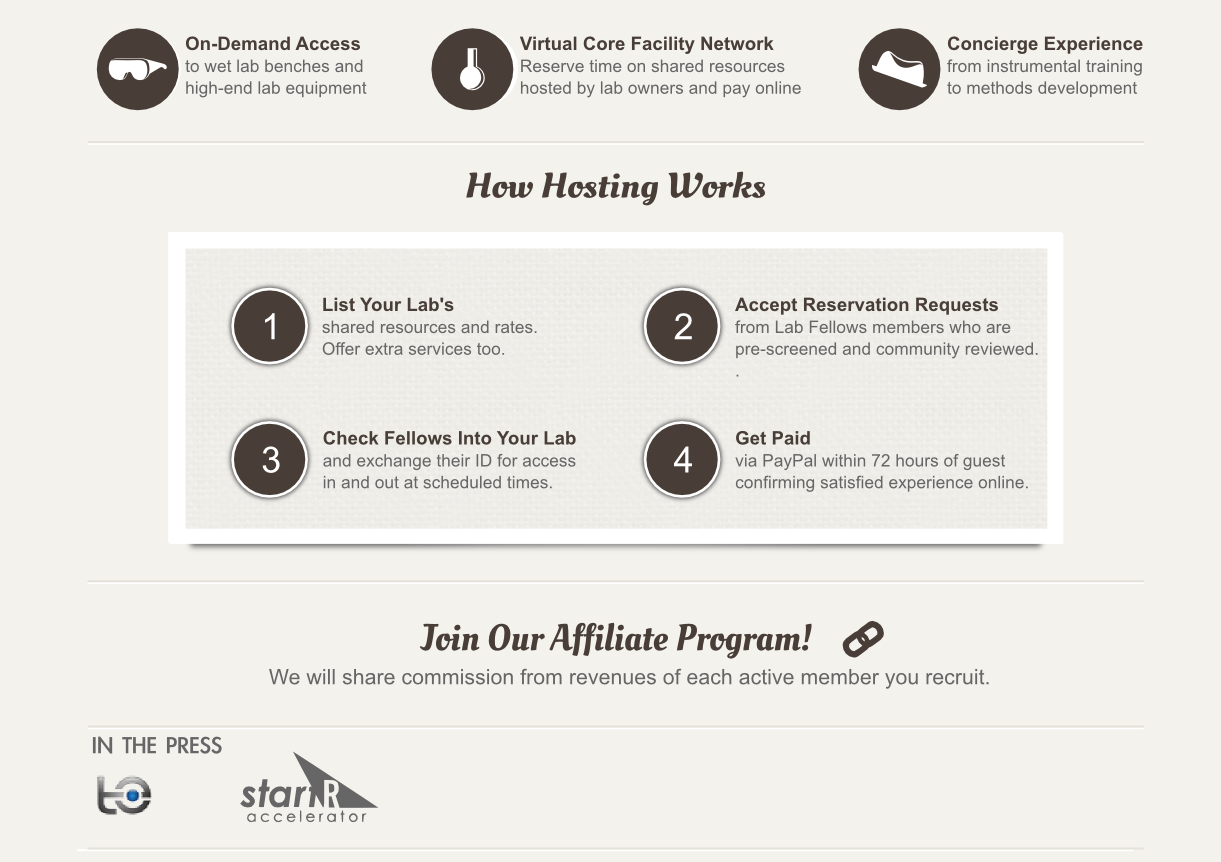 On-Demand Access
to wet lab benches and
high-end lab equipment
Virtual Core Facility Network
Reserve time on shared resources
hosted by lab owners and pay online
Concierge Experience
from instrumental training
to methods development
How Hosting Works
1
List Your Lab's
shared resources and rates.
Offer extra services too.
2
Accept Reservation Requests
from Lab Fellows members who are
pre-screened and community reviewed.
.
3
Check Fellows Into Your Lab
and exchange their ID for access
in and out at scheduled times.
4
Get Paid
via PayPal within 72 hours of guest
confirming satisfied experience online.
Join Our Affiliate Program!
We will share commission from revenues of each active member you recruit.
IN THE PRESS
startR
accelerator